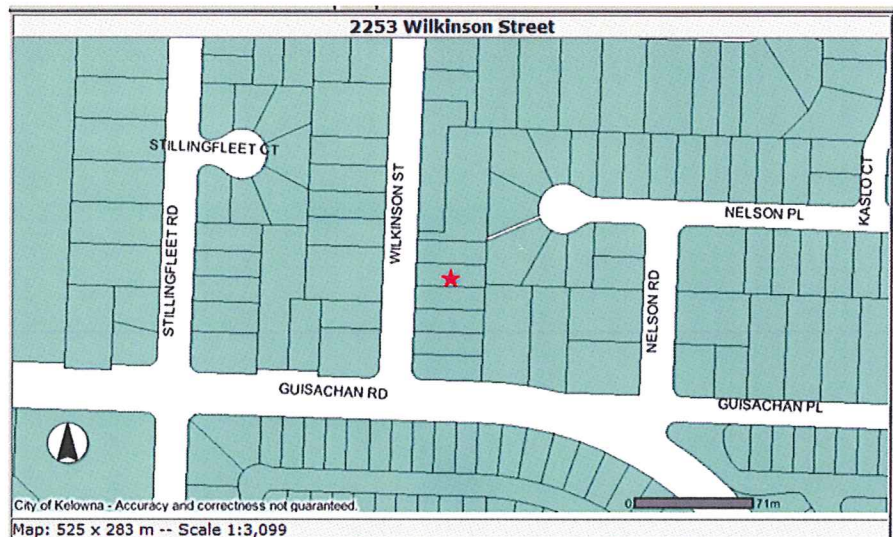 2253 Wilkinson Street
STILLINGFLEET CT
STILLINGFLEET RD
WILKINSON ST
KASLO CT
NELSON PL
NELSON RD
GUISACHAN RD
GUISACHAN PL
City of Kelowna - Accuracy and correctness not guaranteed.
0 71m
Map: 525 x 283 m -- Scale 1:3,099